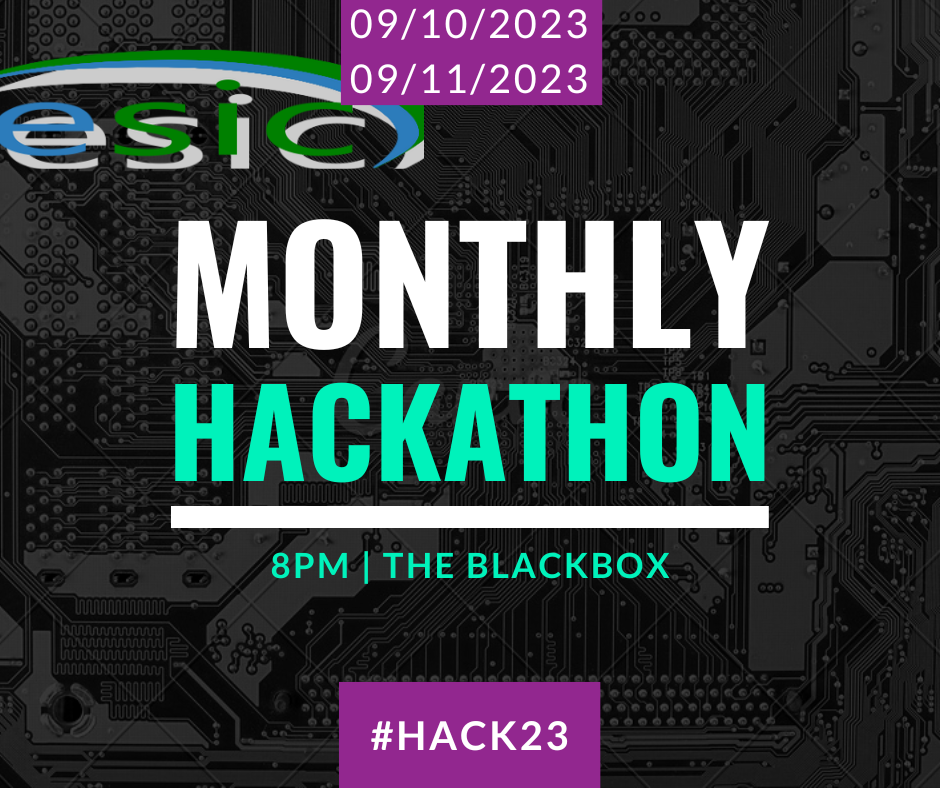 09/10/2023
09/11/2023
esic
MONTHLY
HACKATHON
8PM | THE BLACKBOX
#HACK23